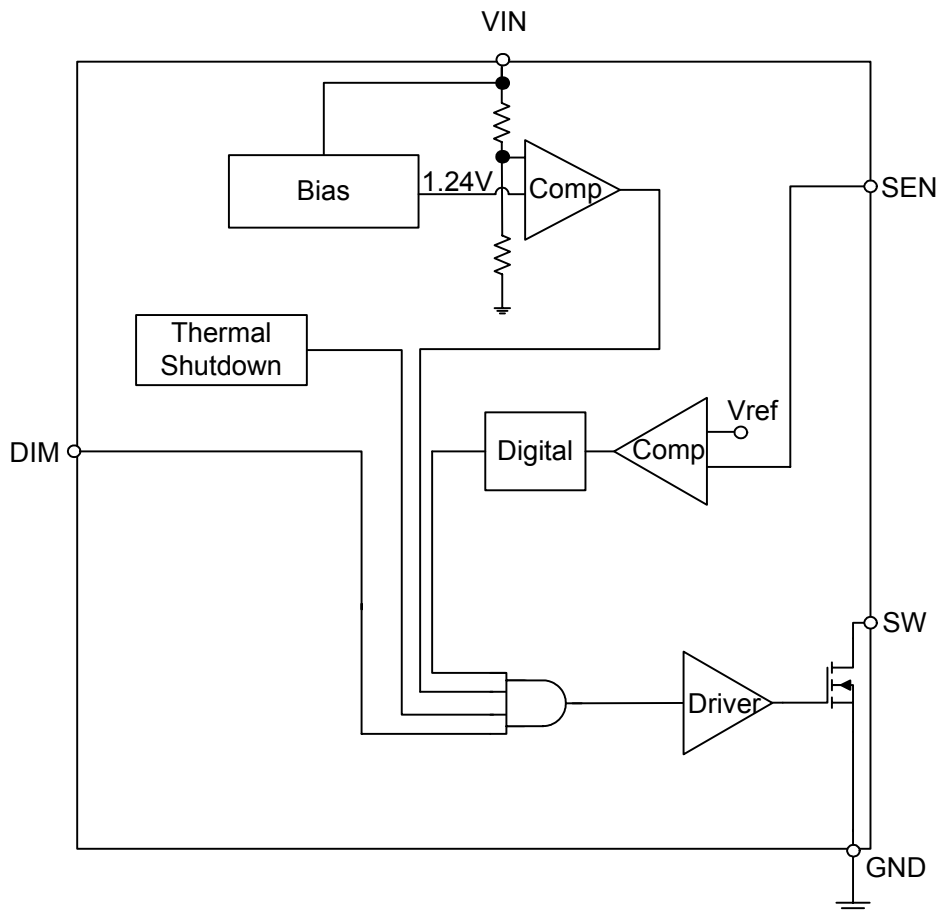 VIN
Bias
1.24V
Comp
SEN
Thermal
Shutdown
Vref
DIM
Digital
Comp
SW
Driver
GND